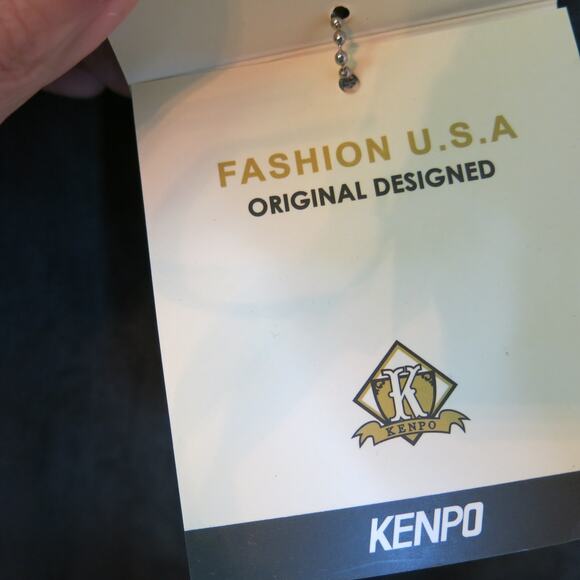 FASHION U.S.A
ORIGINAL DESIGNED
K
KENPO
KENPO